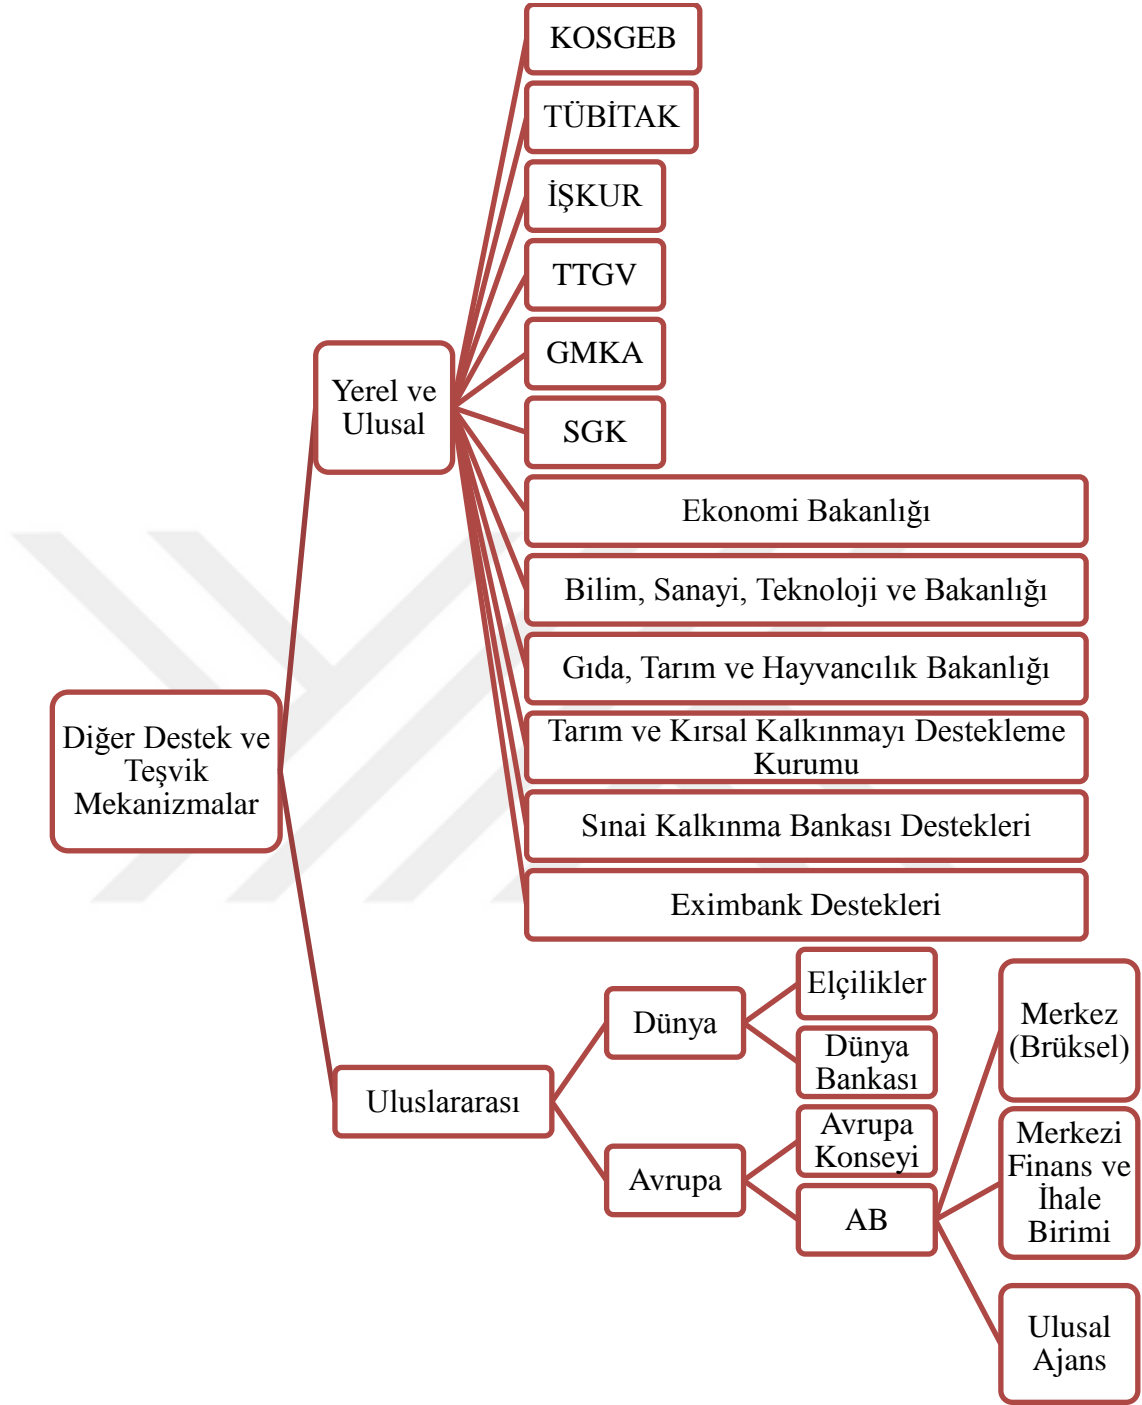 KOSGEB
TÜBİTAK
İŞKUR
TTGV
GMKA
SGK
Yerel ve
Ulusal
Ekonomi Bakanlığı
Bilim, Sanayi, Teknoloji ve Bakanlığı
Gıda, Tarım ve Hayvancılık Bakanlığı
Tarım ve Kırsal Kalkınmayı Destekleme
Kurumu
Sınai Kalkınma Bankası Destekleri
Eximbank Destekleri
Diğer Destek ve
Teşvik
Mekanizmalar
Uluslararası
Dünya
Elçilikler
Dünya
Bankası
Avrupa
Avrupa
Konseyi
AB
Merkez
(Brüksel)
Merkezi
Finans ve
İhale
Birimi
Ulusal
Ajans